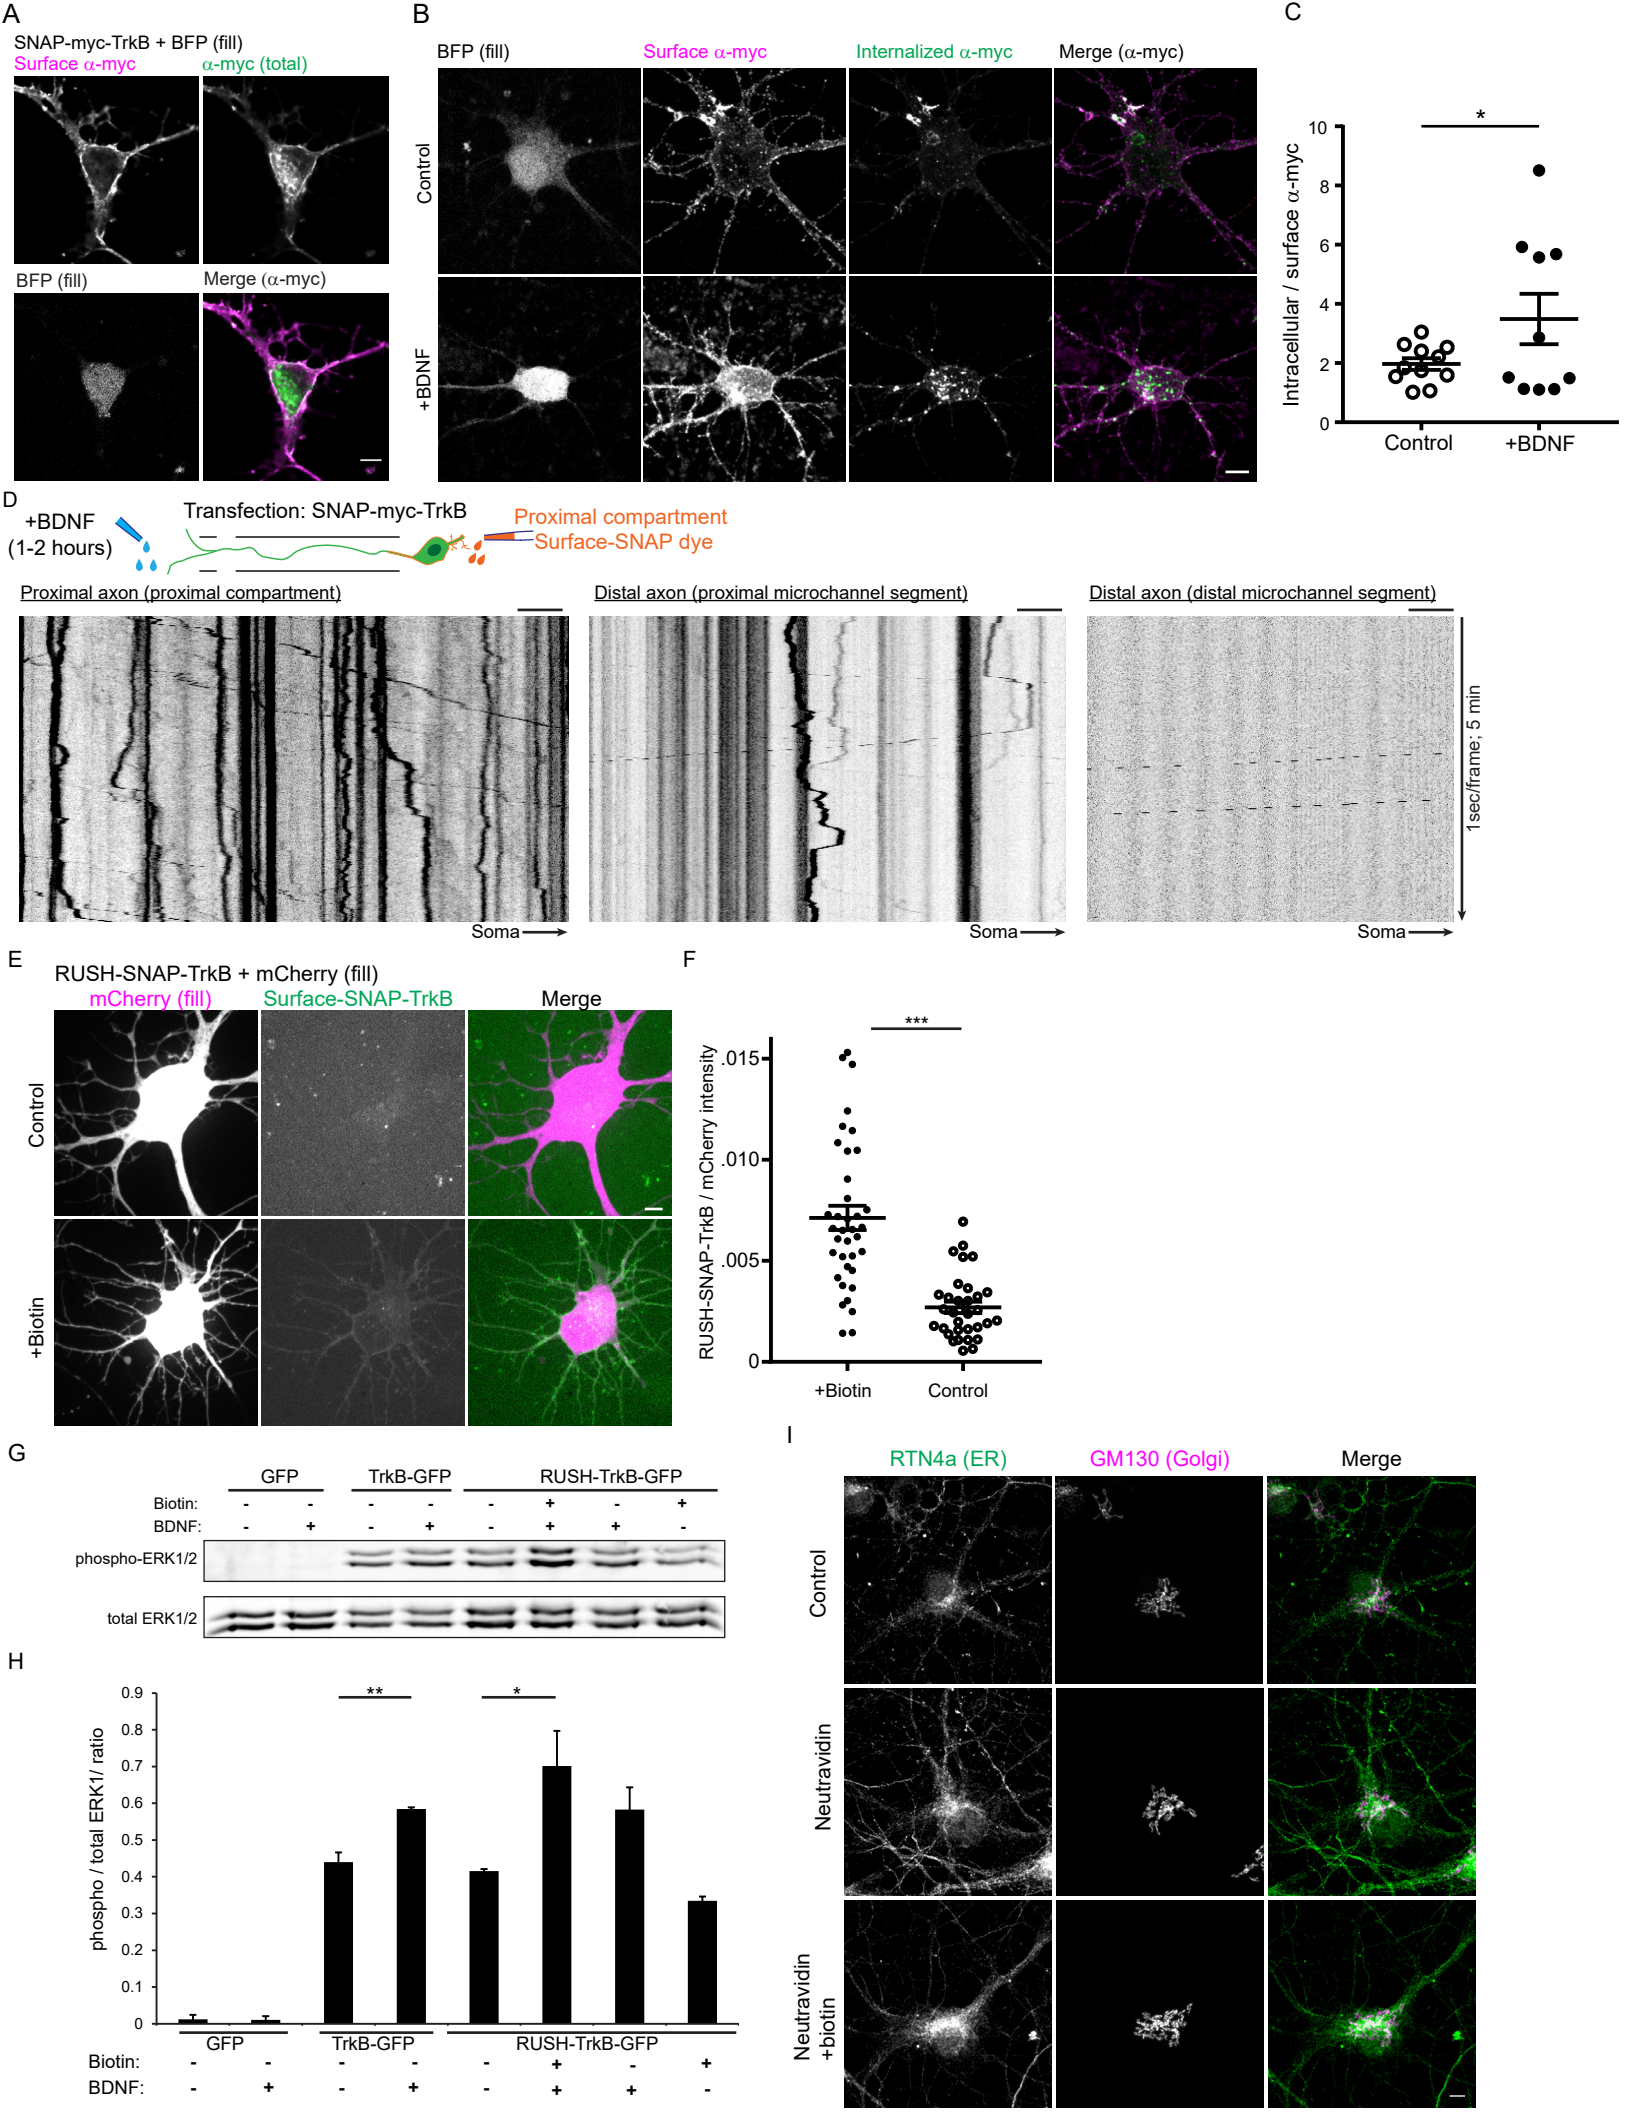 A
SNAP-myc-TrkB + BFP (fill)
Surface α-myc
α-myc (total)
BFP (fill)
Merge (α-myc)
B
BFP (fill)
Surface α-myc
Internalized α-myc
Merge (α-myc)
Control
+BDNF
C
Intracellular / surface α-myc
10
8
6
4
2
0
*
Control
+BDNF
D
+BDNF
(1-2 hours)
Transfection: SNAP-myc-TrkB
Proximal compartment
Surface-SNAP dye
Proximal axon (proximal compartment)
Distal axon (proximal microchannel segment)
Distal axon (distal microchannel segment)
1sec/frame; 5 min
Soma
Soma
Soma
E
RUSH-SNAP-TrkB + mCherry (fill)
mCherry (fill)
Surface-SNAP-TrkB
Merge
Control
+Biotin
F
RUSH-SNAP-TrkB / mCherry intensity
.015
.010
.005
0
***
+Biotin
Control
G
GFP
TrkB-GFP
RUSH-TrkB-GFP
Biotin: - - - - - + - +
BDNF: - + - + - + + -
phospho-ERK1/2
total ERK1/2
H
phospho / total ERK1/ ratio
0.9
0.8
0.7
0.6
0.5
0.4
0.3
0.2
0.1
0
**
*
GFP
TrkB-GFP
RUSH-TrkB-GFP
Biotin: - - - - - + - +
BDNF: - + - + - + + -
I
RTN4a (ER)
GM130 (Golgi)
Merge
Control
Neutravidin
Neutravidin
+biotin